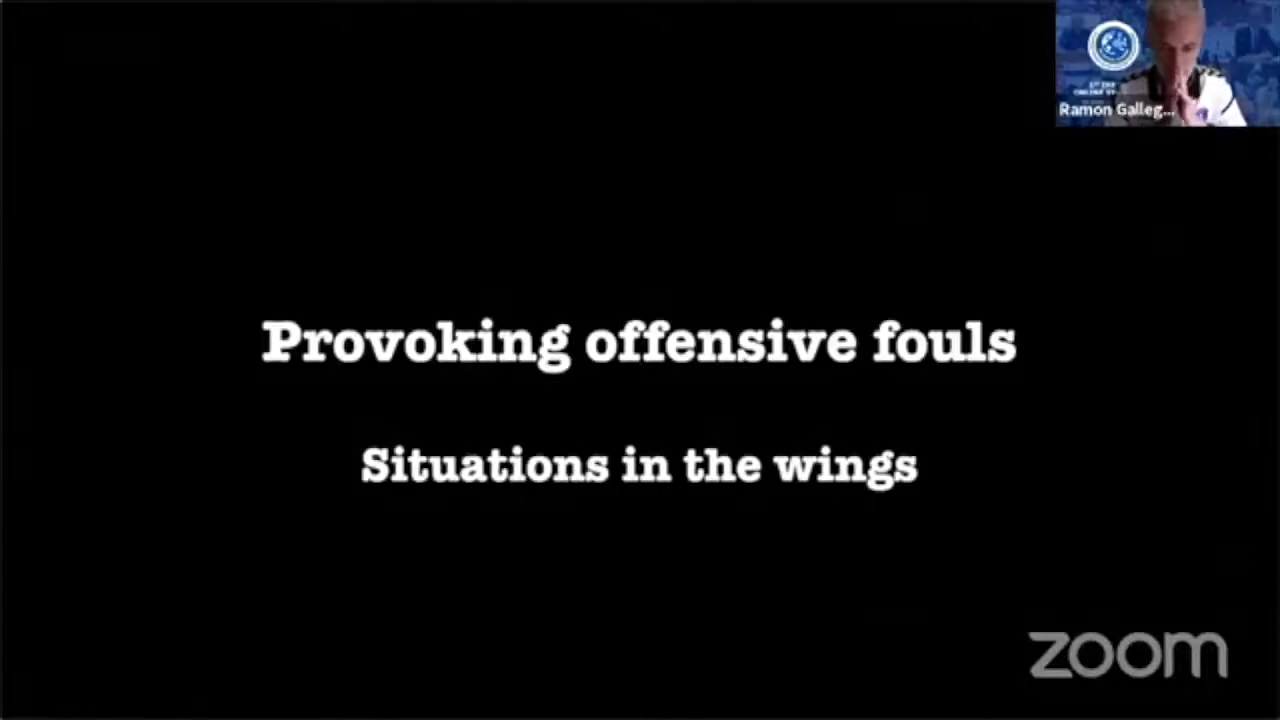 Ramon Galleg...
Provoking offensive fouls
Situations in the wings
zoom